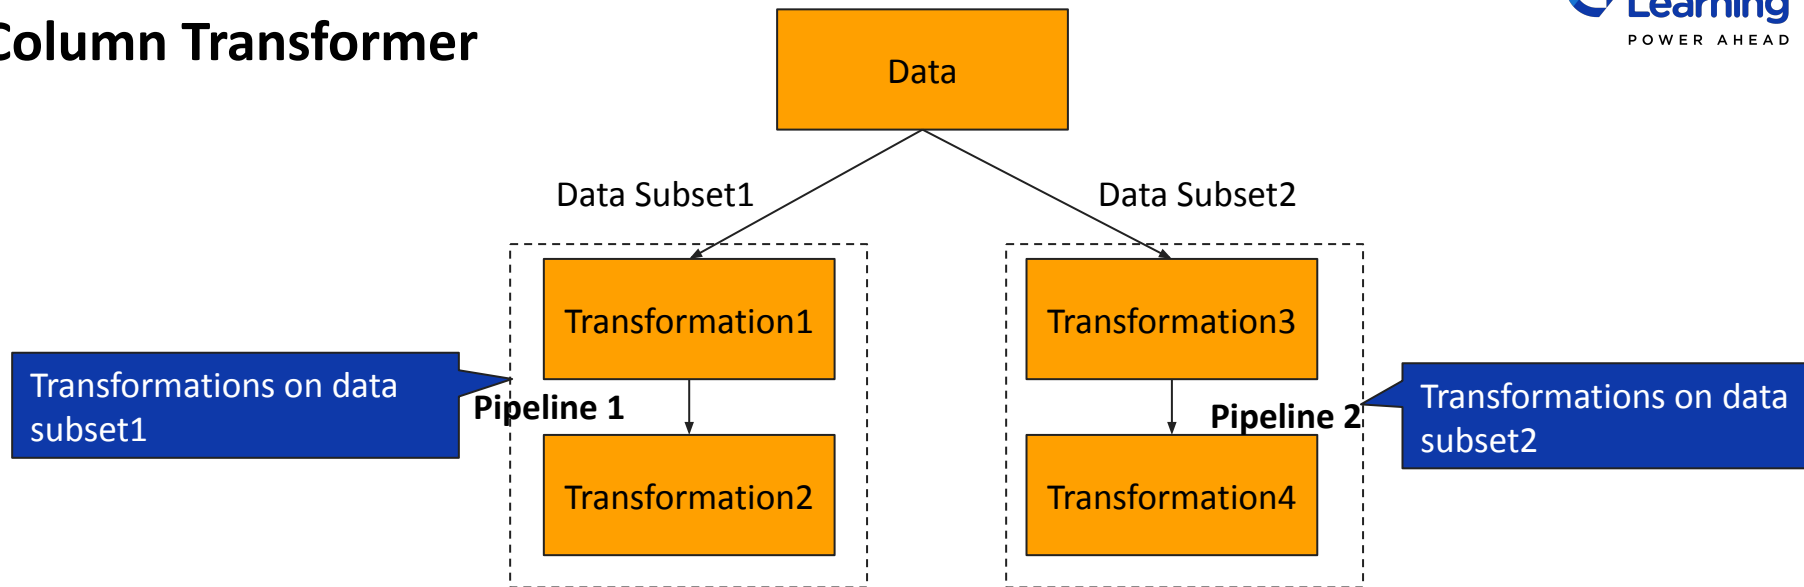 Column Transformer
Learning
POWER AHEAD
Data
Data Subset1
Data Subset2
Transformation1
Transformation3
Transformations on data
subset1
Pipeline 1
Pipeline 2
Transformations on data
subset2
Transformation2
Transformation4